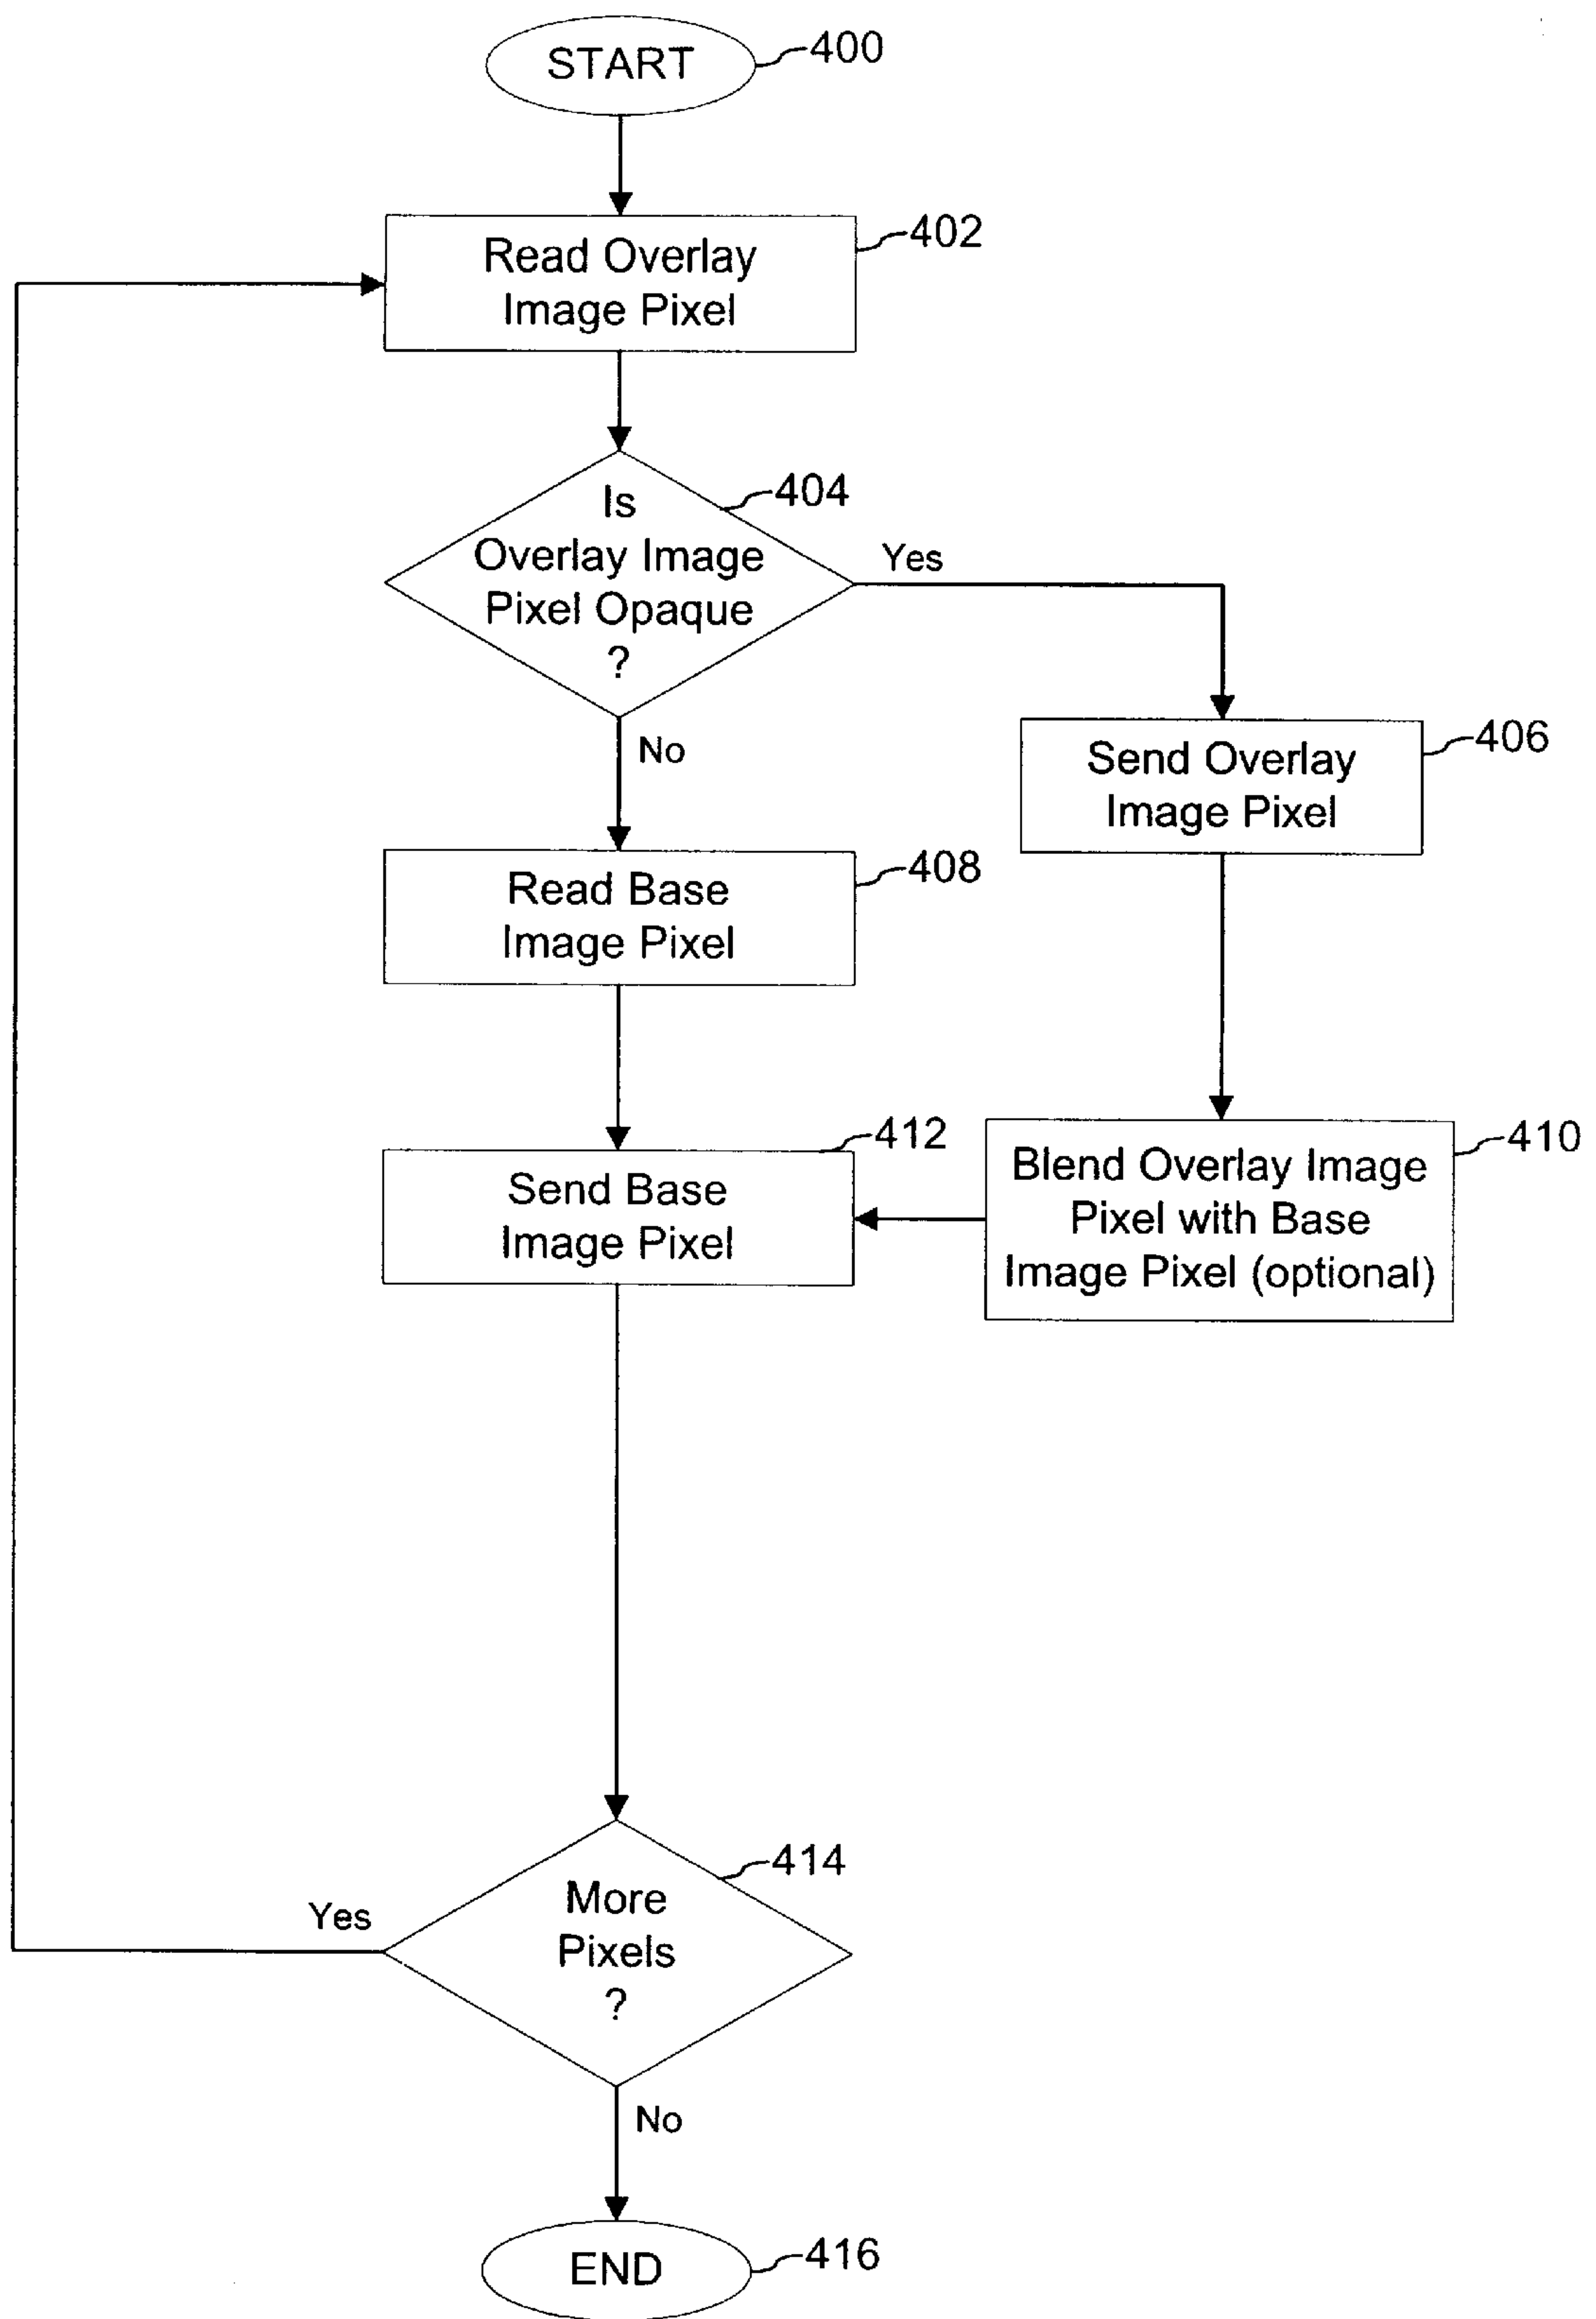 START
400
Read Overlay
Image Pixel
402
Is
Overlay Image
Pixel Opaque
?
404
Yes
No
Send Overlay
Image Pixel
406
Read Base
Image Pixel
408
Send Base
Image Pixel
412
Blend Overlay Image
Pixel with Base
Image Pixel (optional)
410
More
Pixels
?
414
Yes
No
END
416